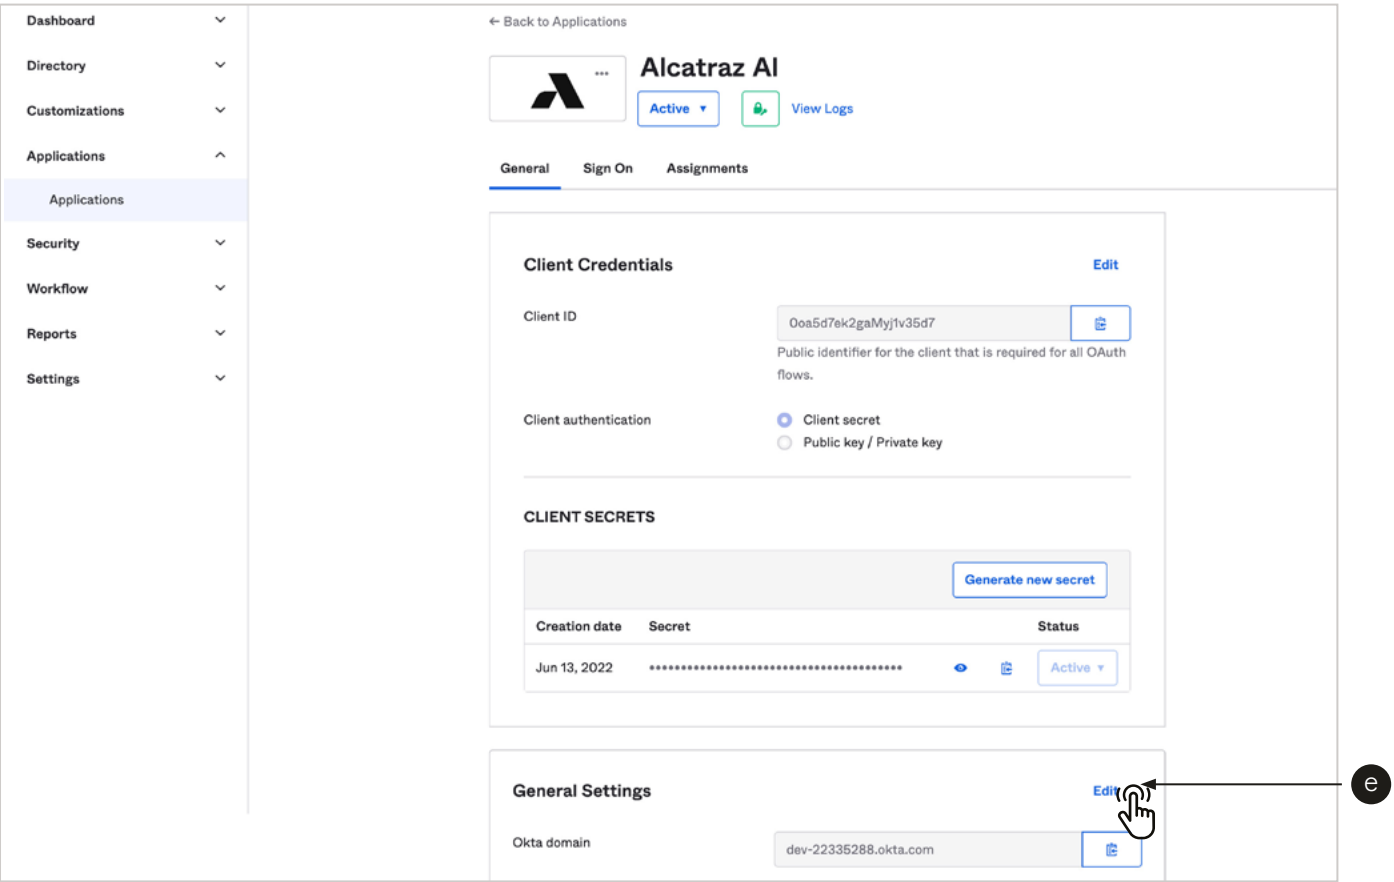 Dashboard
Directory
Customizations
Applications
Applications
Security
Workflow
Reports
Settings
← Back to Applications
Alcatraz AI
Active ▼
View Logs
General Sign On Assignments
Client Credentials Edit
Client ID 0oa5d7ek2gaMyj1v35d7
Public identifier for the client that is required for all OAuth
flows.
Client authentication Client secret
Public key / Private key
CLIENT SECRETS
Generate new secret
Creation date Secret Status
Jun 13, 2022 •••••••••••••••••••••••••••••••••••••••• Active ▼
General Settings Edit
e
Okta domain dev-22335288.okta.com